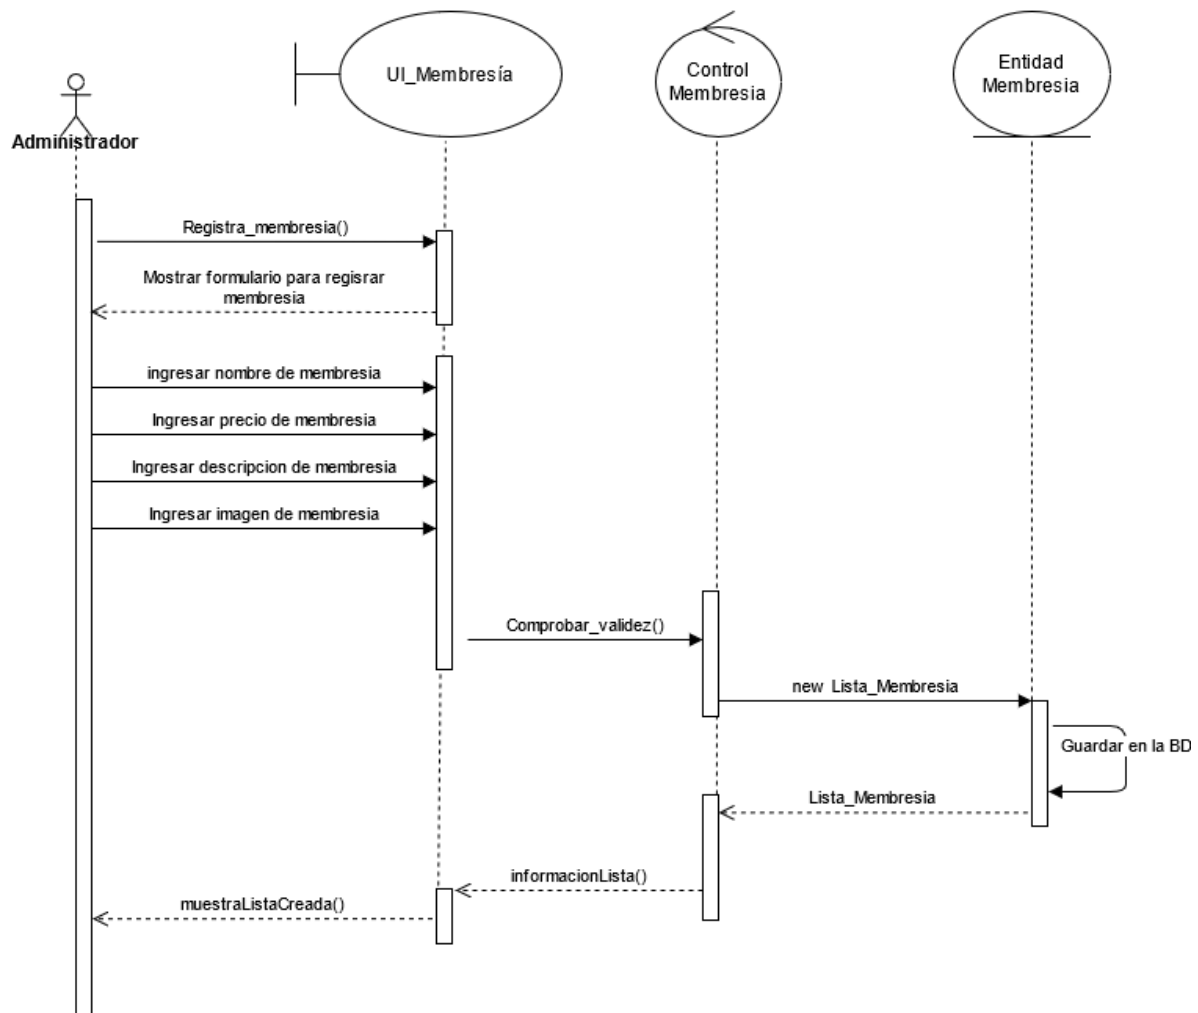 UI_Membresía
Control
Membresia
Entidad
Membresia
Administrador
Registra_membresia()
Mostrar formulario para regisrar
membresia
ingresar nombre de membresia
Ingresar precio de membresia
Ingresar descripcion de membresia
Ingresar imagen de membresia
Comprobar_validez()
new Lista_Membresia
Guardar en la BD
Lista_Membresia
informacionLista()
muestraListaCreada()